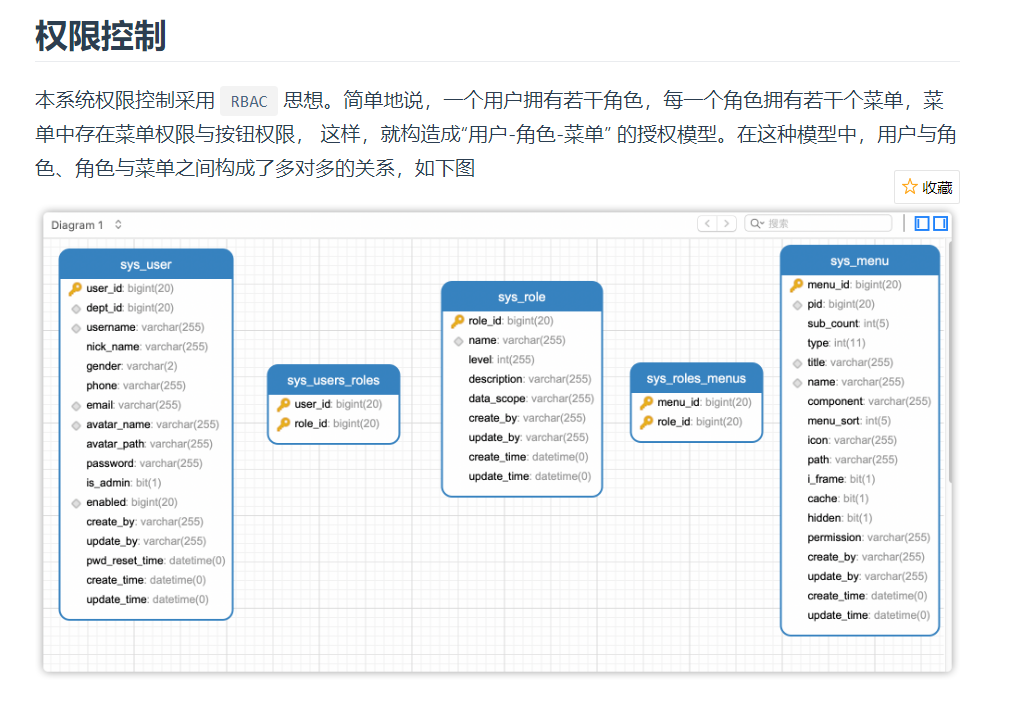 权限控制
本系统权限控制采用 RBAC 思想。简单地说，一个用户拥有若干角色，每一个角色拥有若干个菜单，菜
单中存在菜单权限与按钮权限， 这样，就构造成“用户-角色-菜单” 的授权模型。在这种模型中，用户与角
色、角色与菜单之间构成了多对多的关系，如下图
收藏
Diagram 1
搜索
sys_user
user_id: bigint(20)
dept_id: bigint(20)
username: varchar(255)
nick_name: varchar(255)
gender: varchar(2)
phone: varchar(255)
email: varchar(255)
avatar_name: varchar(255)
avatar_path: varchar(255)
password: varchar(255)
is_admin: bit(1)
enabled: bigint(20)
create_by: varchar(255)
update_by: varchar(255)
pwd_reset_time: datetime(0)
create_time: datetime(0)
update_time: datetime(0)
sys_users_roles
user_id: bigint(20)
role_id: bigint(20)
sys_role
role_id: bigint(20)
name: varchar(255)
level: int(255)
description: varchar(255)
data_scope: varchar(255)
create_by: varchar(255)
update_by: varchar(255)
create_time: datetime(0)
update_time: datetime(0)
sys_roles_menus
menu_id: bigint(20)
role_id: bigint(20)
sys_menu
menu_id: bigint(20)
pid: bigint(20)
sub_count: int(5)
type: int(11)
title: varchar(255)
name: varchar(255)
component: varchar(255)
menu_sort: int(5)
icon: varchar(255)
path: varchar(255)
i_frame: bit(1)
cache: bit(1)
hidden: bit(1)
permission: varchar(255)
create_by: varchar(255)
update_by: varchar(255)
create_time: datetime(0)
update_time: datetime(0)